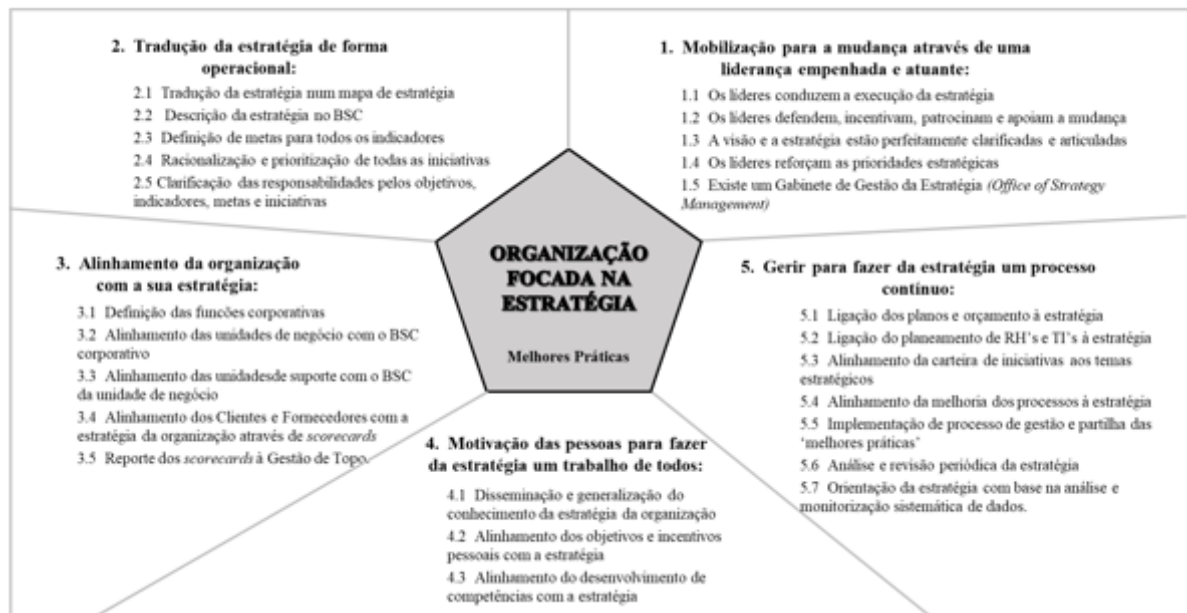 2. Tradução da estratégia de forma
operacional:
2.1 Tradução da estratégia num mapa de estratégia
2.2 Descrição da estratégia no BSC
2.3 Definição de metas para todos os indicadores
2.4 Racionalização e prioritização de todas as iniciativas
2.5 Clarificação das responsabilidades pelos objetivos,
indicadores, metas e iniciativas
1. Mobilização para a mudança através de uma
liderança empenhada e atuante:
1.1 Os líderes conduzem a execução da estratégia
1.2 Os líderes defendem, incentivam, patrocinam e apoiam a mudança
1.3 A visão e a estratégia estão perfeitamente clarificadas e articuladas
1.4 Os líderes reforçam as prioridades estratégicas
1.5 Existe um Gabinete de Gestão da Estratégia (Office of Strategy
Management)
3. Alinhamento da organização
com a sua estratégia:
3.1 Definição das funcões corporativas
3.2 Alinhamento das unidades de negócio com o BSC
corporativo
3.3 Alinhamento das unidadesde suporte com o BSC
da unidade de negócio
3.4 Alinhamento dos Clientes e Fornecedores com a
estratégia da organização através de scorecards
3.5 Reporte dos scorecards à Gestão de Topo.
ORGANIZAÇÃO
FOCADA NA
ESTRATÉGIA
Melhores Práticas
5. Gerir para fazer da estratégia um processo
contínuo:
5.1 Ligação dos planos e orçamento à estratégia
5.2 Ligação do planeamento de RH's e TI's à estratégia
5.3 Alinhamento da carteira de iniciativas aos temas
estratégicos
5.4 Alinhamento da melhoria dos processos à estratégia
5.5 Implementação de processo de gestão e partilha das
'melhores práticas'
5.6 Análise e revisão periódica da estratégia
5.7 Orientação da estratégia com base na análise e
monitorização sistemática de dados.
4. Motivação das pessoas para fazer
da estratégia um trabalho de todos:
4.1 Disseminação e generalização do
conhecimento da estratégia da organização
4.2 Alinhamento dos objetivos e incentivos
pessoais com a estratégia
4.3 Alinhamento do desenvolvimento de
competências com a estratégia